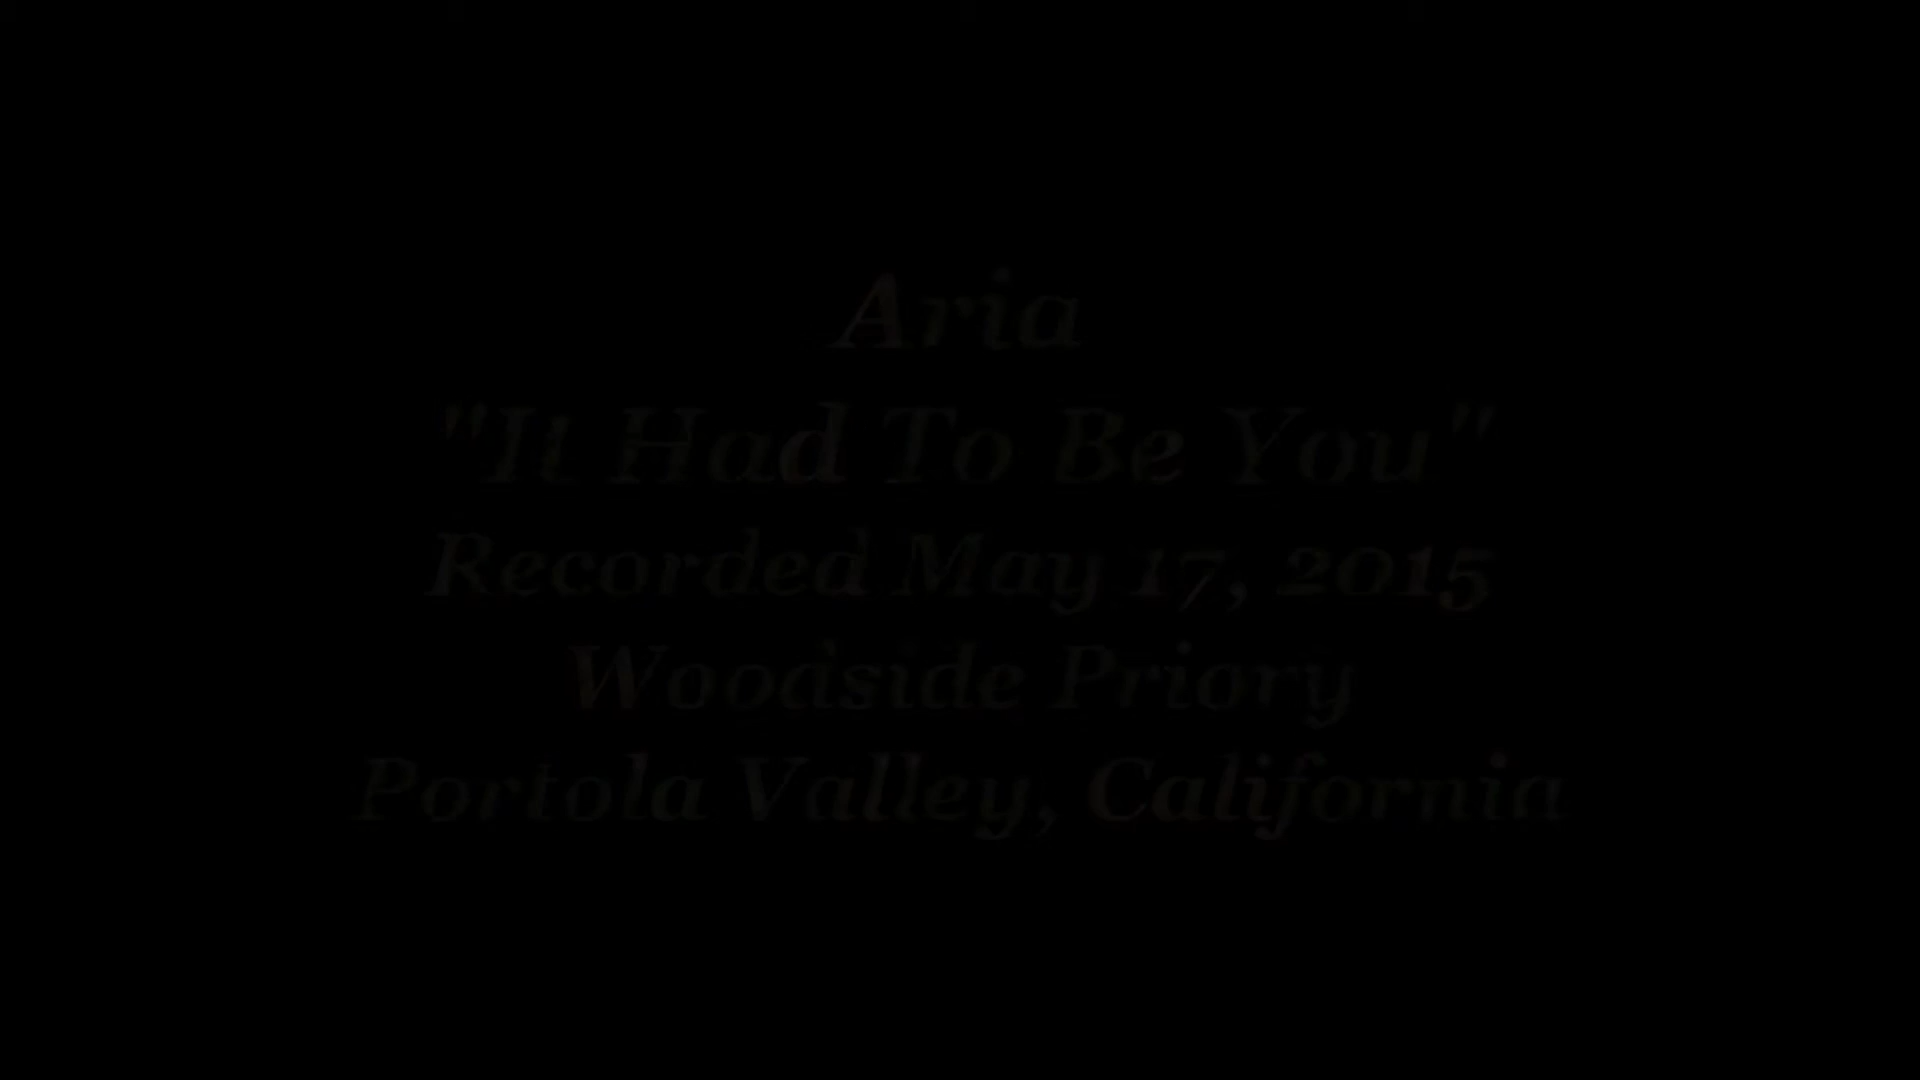 Aria
"It Had To Be You"
Recorded May 17, 2015
Woodside Priory
Portola Valley, California